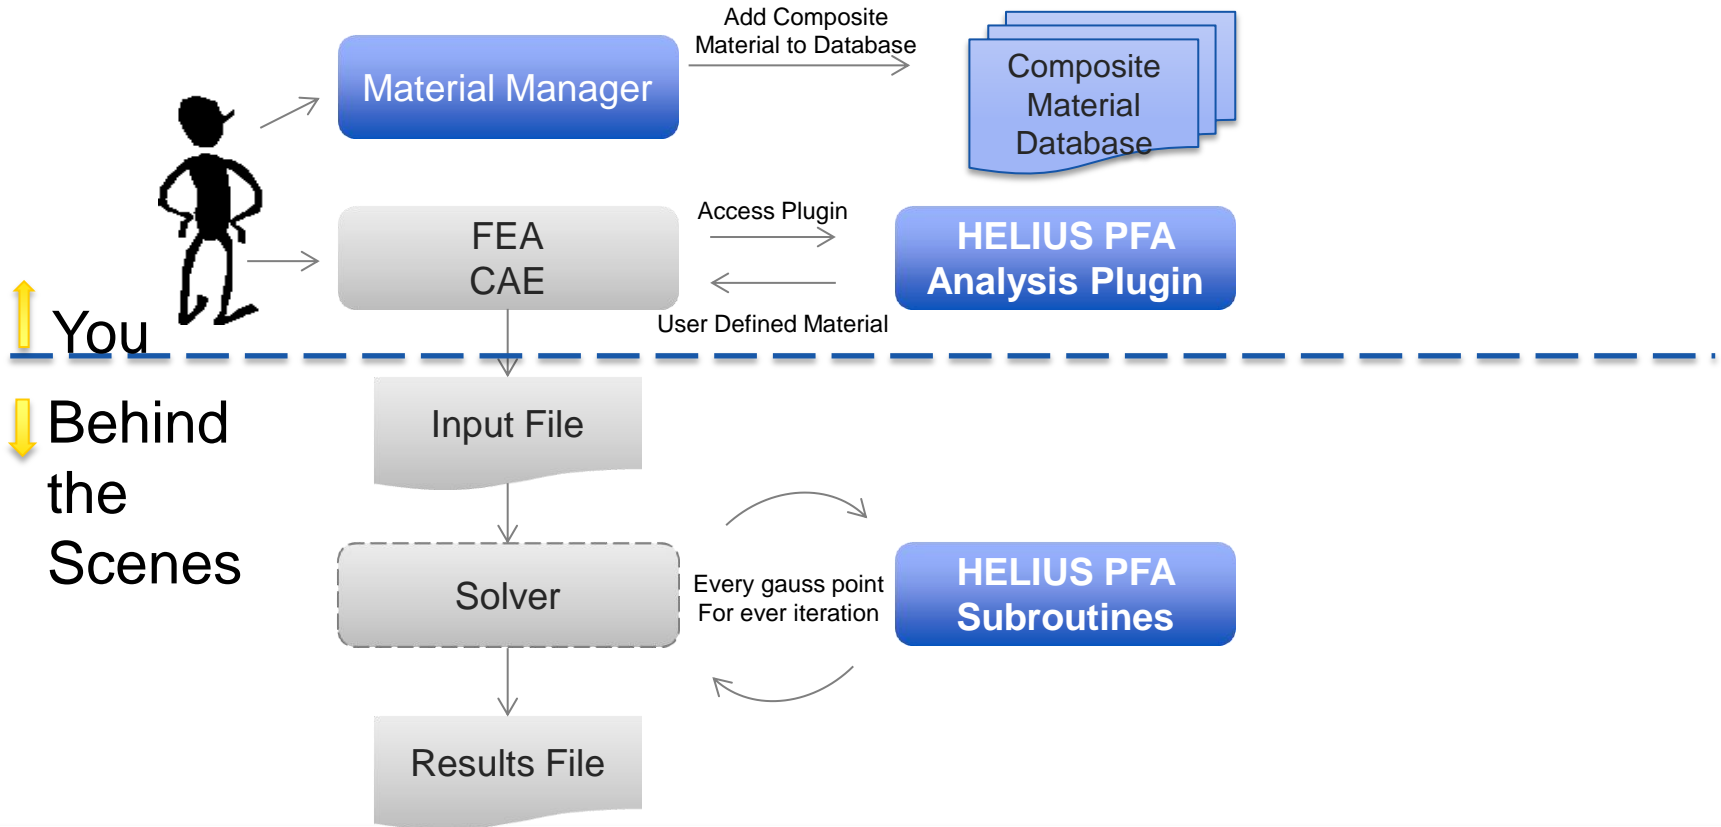 Add Composite
Material to Database
Material Manager
Composite
Material
Database
FEA
CAE
Access Plugin
User Defined Material
HELIUS PFA
Analysis Plugin
You
Behind
the
Scenes
Input File
Solver
Every gauss point
For ever iteration
HELIUS PFA
Subroutines
Results File